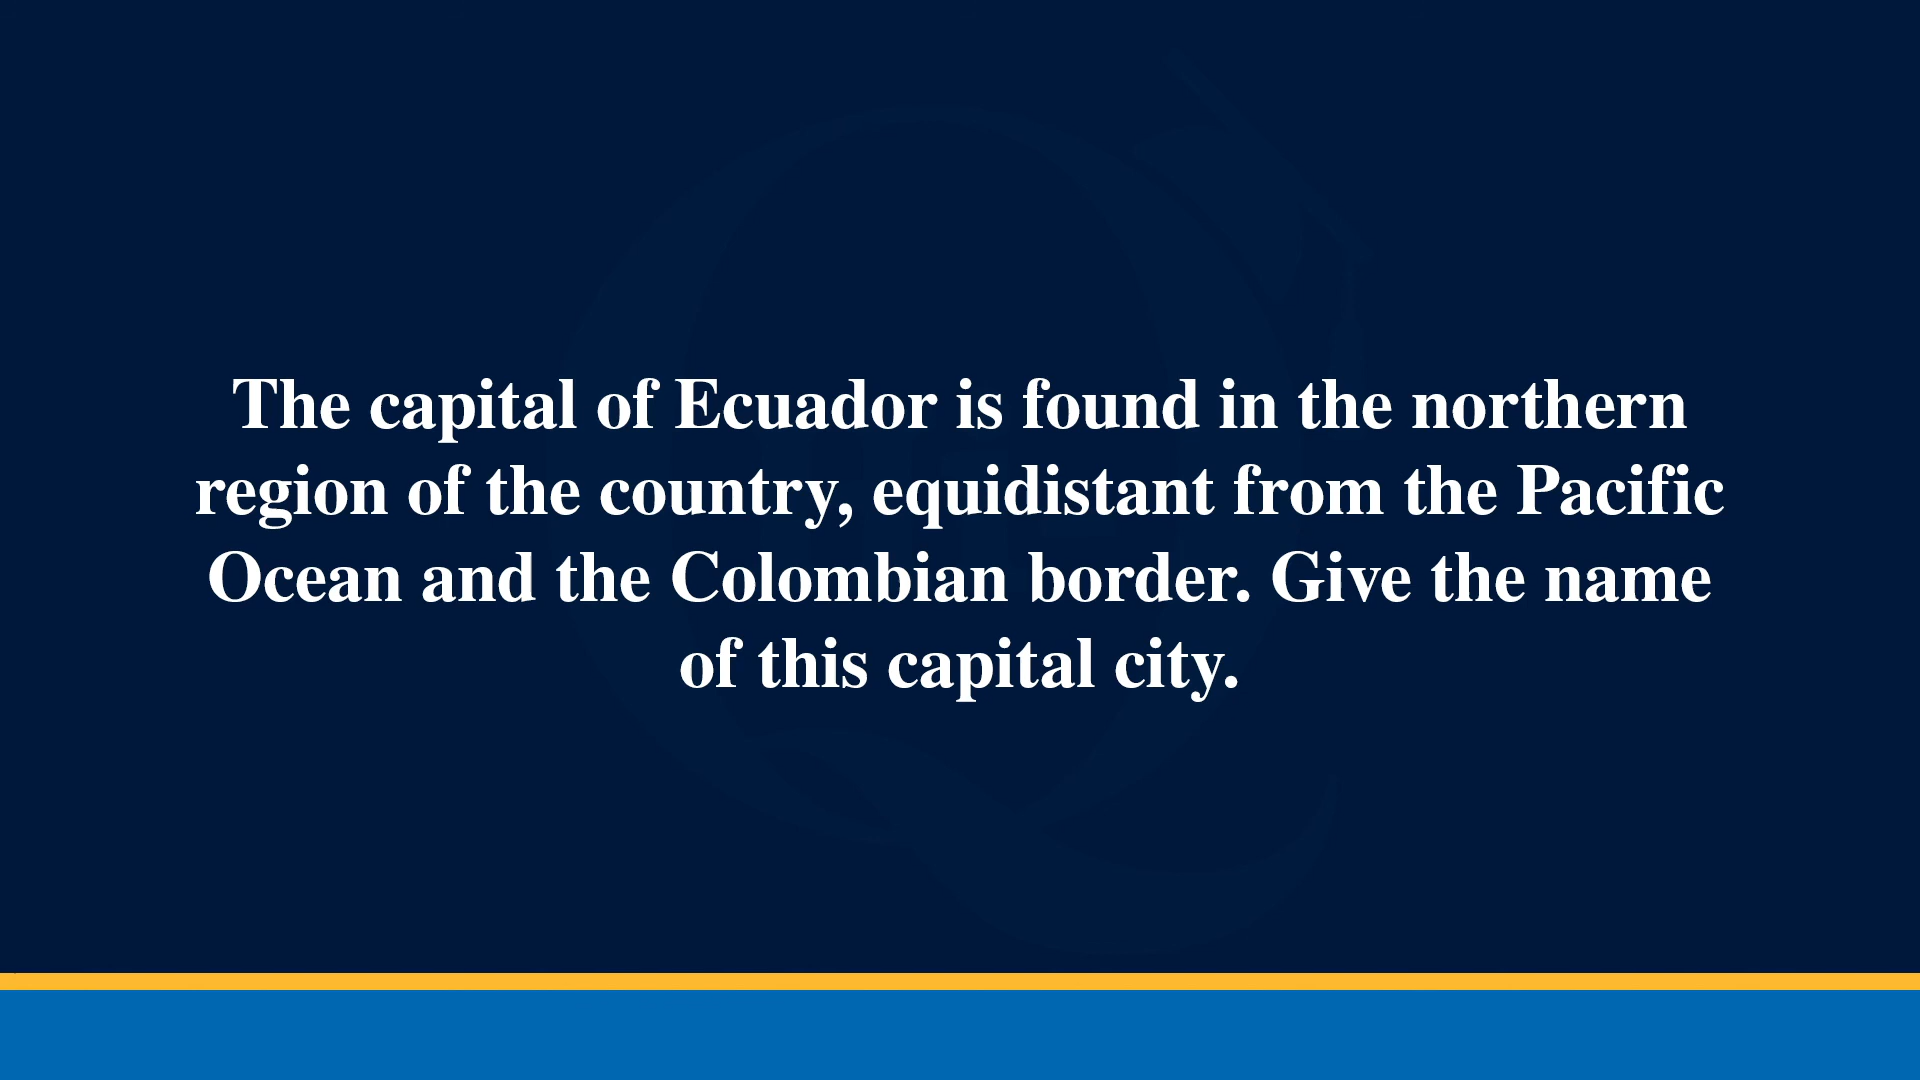 The capital of Ecuador is found in the northern
region of the country, equidistant from the Pacific
Ocean and the Colombian border. Give the name
of this capital city.